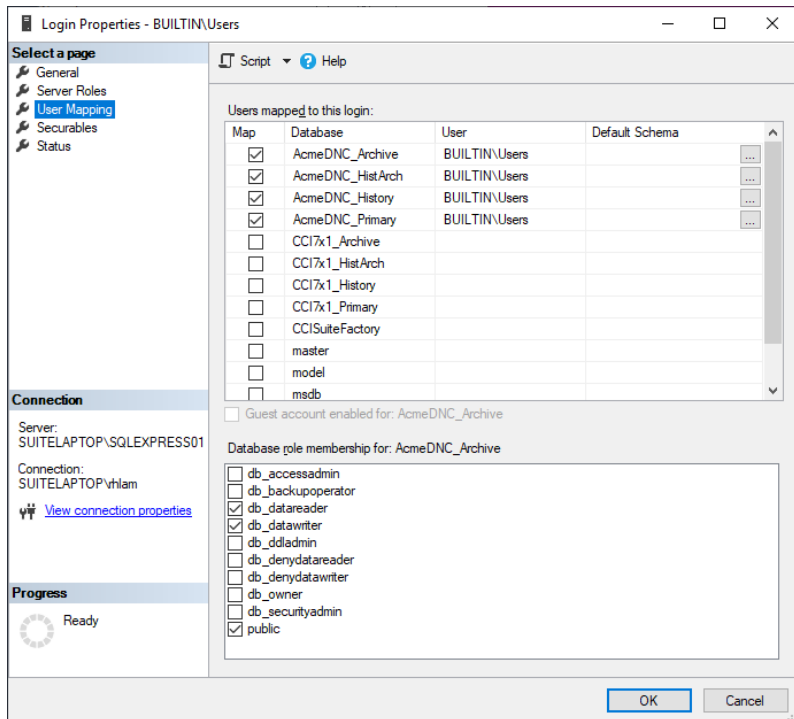 Login Properties - BUILTIN\Users
Select a page
General
Server Roles
User Mapping
Securables
Status
Script Help
Users mapped to this login:
Map Database User Default Schema
AcmeDNC_Archive BUILTIN\Users ...
AcmeDNC_HistArch BUILTIN\Users ...
AcmeDNC_History BUILTIN\Users ...
AcmeDNC_Primary BUILTIN\Users ...
CCI7x1_Archive
CCI7x1_HistArch
CCI7x1_History
CCI7x1_Primary
CCISuiteFactory
master
model
msdb
Guest account enabled for: AcmeDNC_Archive
Connection
Server:
SUITELAPTOP\SQLEXPRESS01
Connection:
SUITELAPTOP\rhlam
View connection properties
Progress
Ready
Database role membership for: AcmeDNC_Archive
db_accessadmin
db_backupoperator
db_datareader
db_datawriter
db_ddladmin
db_denydatareader
db_denydatawriter
db_owner
db_securityadmin
public
OK Cancel